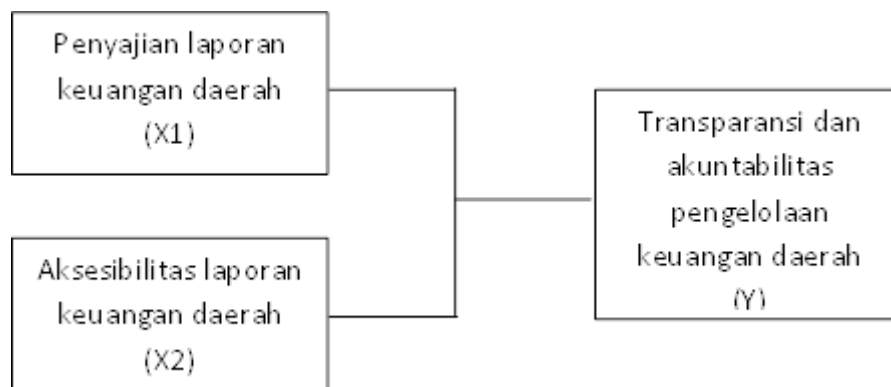 Penyajian laporan
keuangan daerah
(X1)
Aksesibilitas laporan
keuangan daerah
(X2)
Transparansi dan
akuntabilitas
pengelolaan
keuangan daerah
(Y)